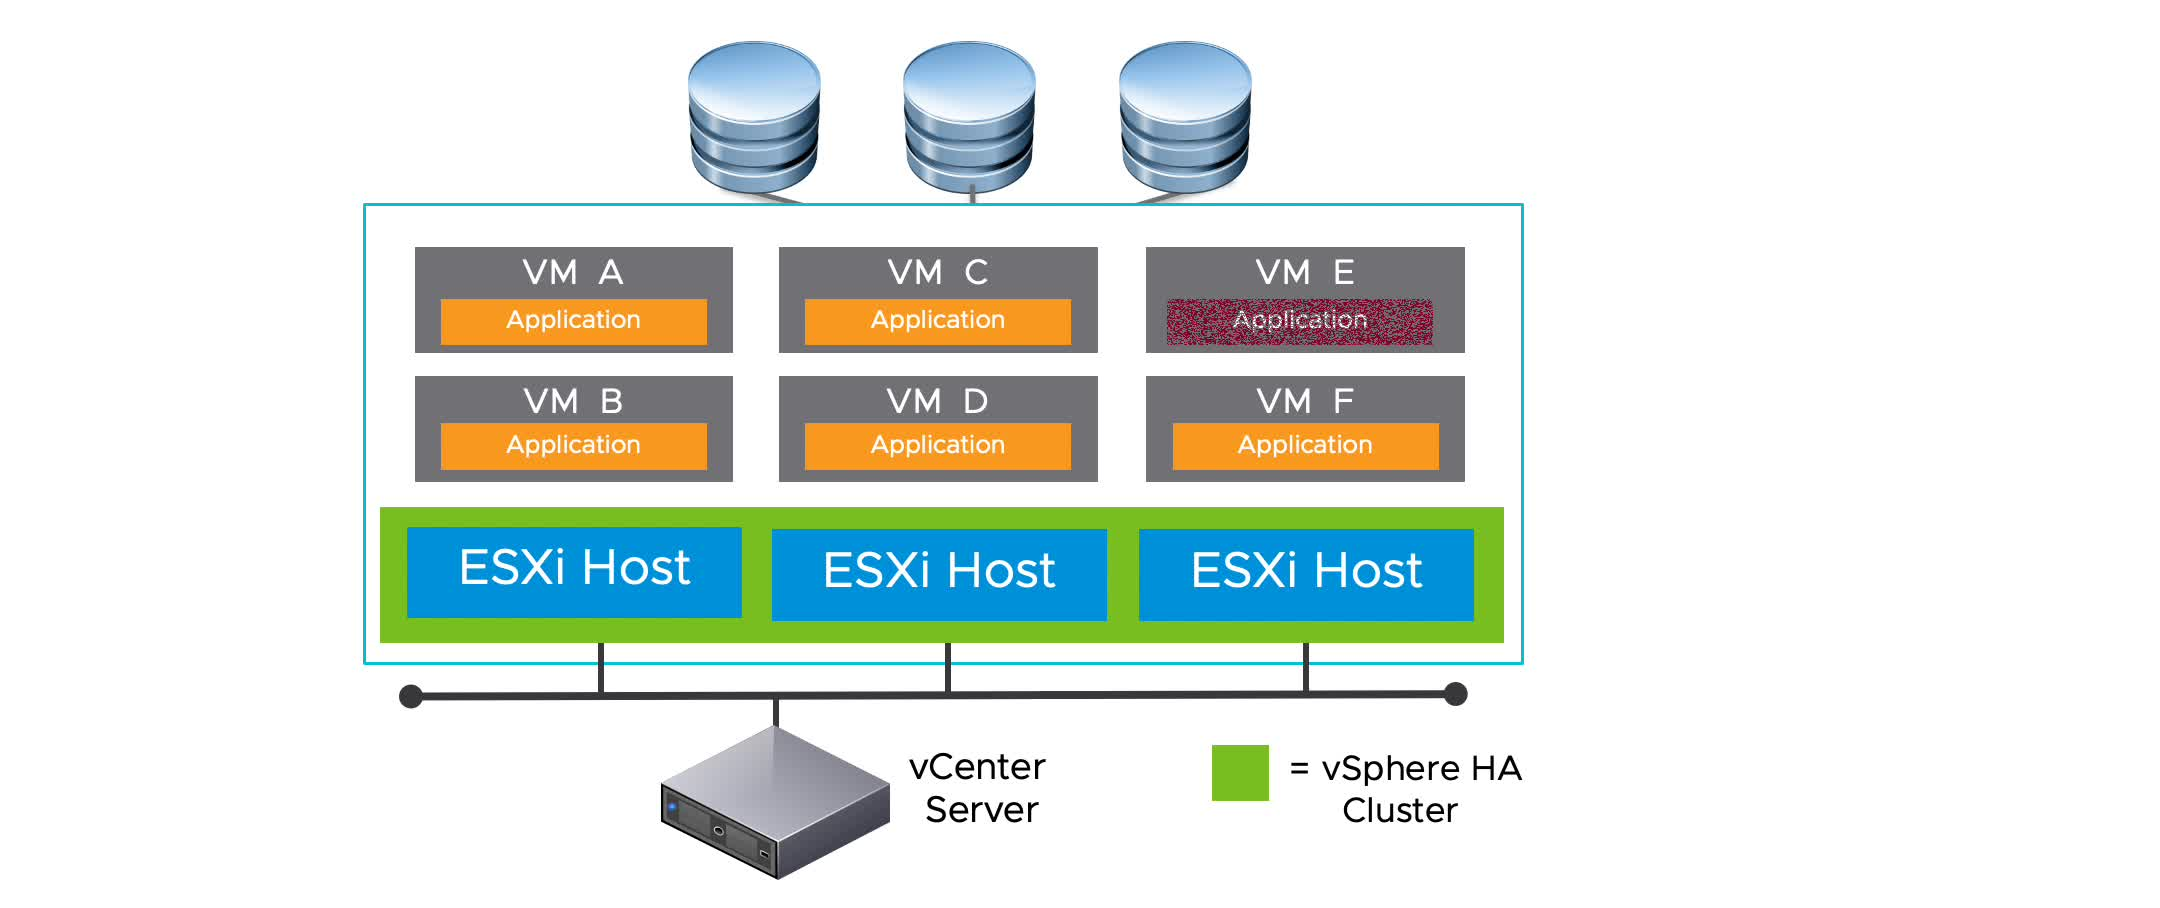 VM A
Application
VM C
Application
VM E
Application
VM B
Application
VM D
Application
VM F
Application
ESXi Host
ESXi Host
ESXi Host
vCenter
Server
= vSphere HA
Cluster